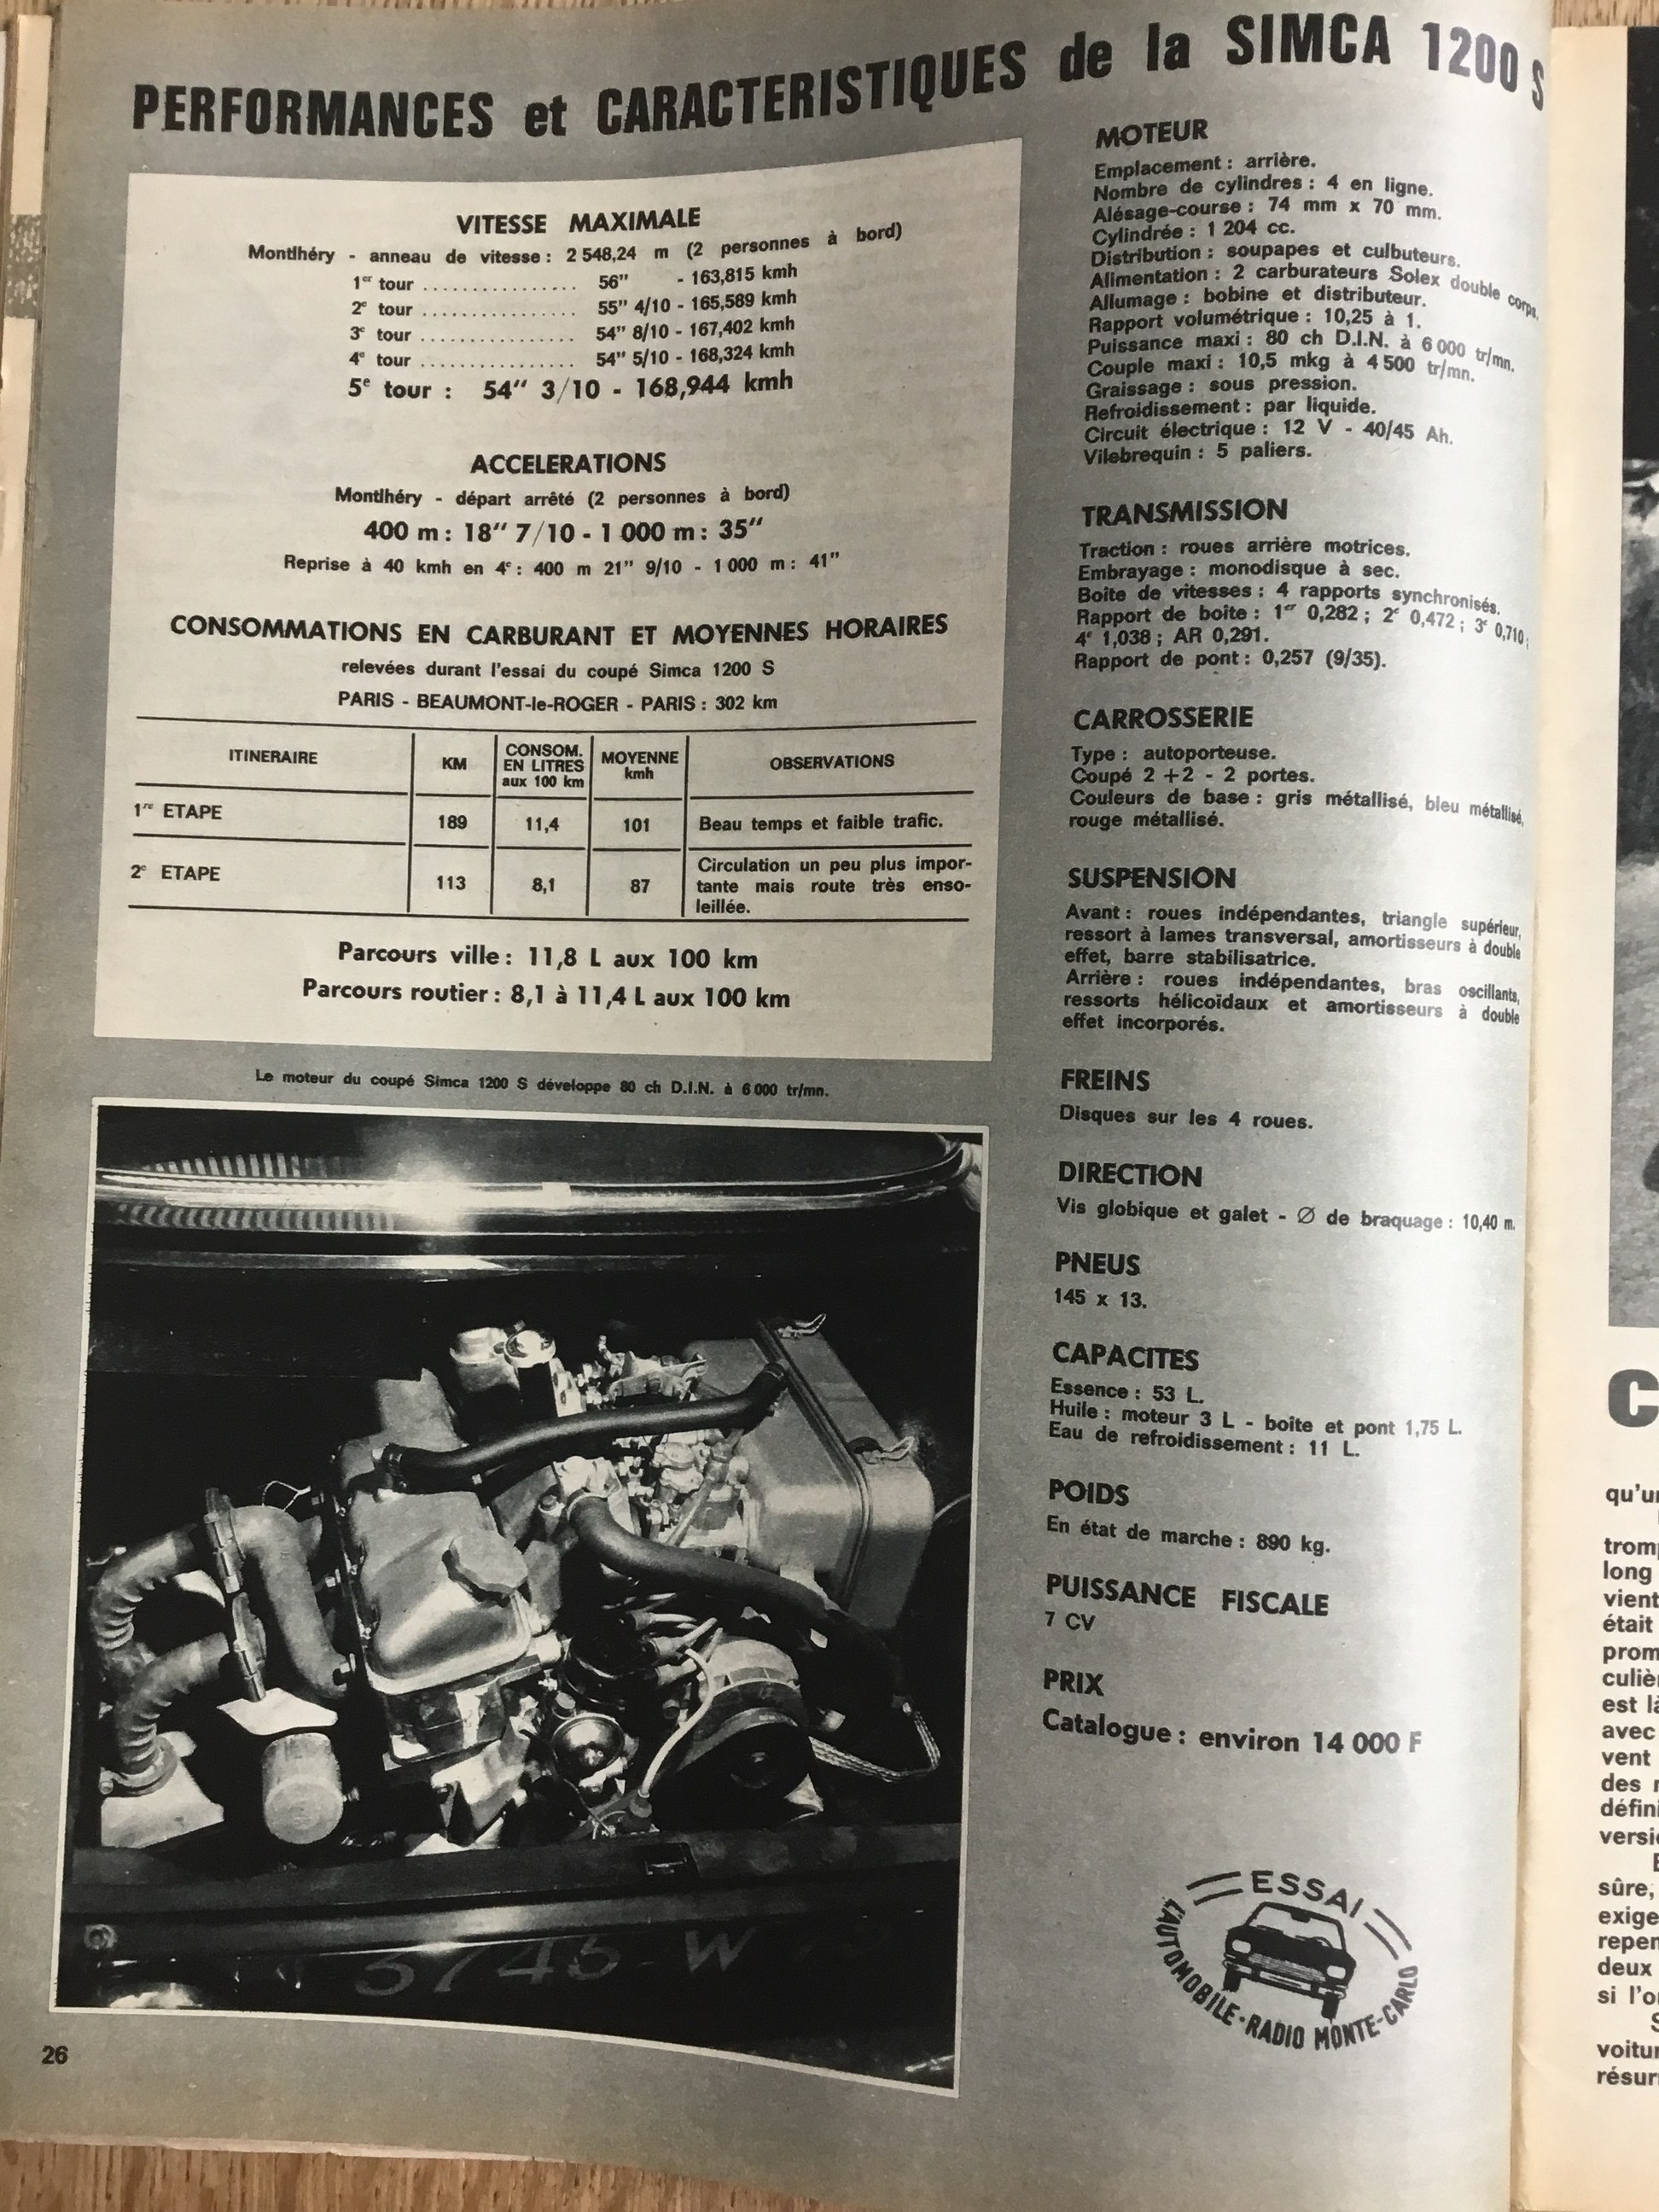 PERFORMANCES et CARACTERISTIQUES de la SIMCA 1200 S
VITESSE MAXIMALE
Montlhéry - anneau de vitesse : 2 548,24 m (2 personnes à bord)
1er tour ................ 56" - 163,815 kmh
2e tour ................ 55" 4/10 - 165,589 kmh
3e tour ................ 54" 8/10 - 167,402 kmh
4e tour ................ 54" 5/10 - 168,324 kmh
5e tour : 54" 3/10 - 168,944 kmh
ACCELERATIONS
Montlhéry - départ arrêté (2 personnes à bord)
400 m : 18" 7/10 - 1 000 m : 35"
Reprise à 40 kmh en 4e : 400 m 21" 9/10 - 1 000 m : 41"
CONSOMMATIONS EN CARBURANT ET MOYENNES HORAIRES
relevées durant l'essai du coupé Simca 1200 S
PARIS - BEAUMONT-le-ROGER - PARIS : 302 km
ITINERAIRE KM CONSOM. EN LITRES aux 100 km MOYENNE kmh OBSERVATIONS
1re ETAPE 189 11,4 101 Beau temps et faible trafic.
2e ETAPE 113 8,1 87 Circulation un peu plus impor-
tante mais route très enso-
leillée.
Parcours ville : 11,8 L aux 100 km
Parcours routier : 8,1 à 11,4 L aux 100 km
Le moteur du coupé Simca 1200 S développe 80 ch D.I.N. à 6 000 tr/mn.
5745 W
26
MOTEUR
Emplacement : arrière.
Nombre de cylindres : 4 en ligne.
Alésage-course : 74 mm x 70 mm.
Cylindrée : 1 204 cc.
Distribution : soupapes et culbuteurs.
Alimentation : 2 carburateurs Solex double corps.
Allumage : bobine et distributeur.
Rapport volumétrique : 10,25 à 1.
Puissance maxi : 80 ch D.I.N. à 6 000 tr/mn.
Couple maxi : 10,5 mkg à 4 500 tr/mn.
Graissage : sous pression.
Refroidissement : par liquide.
Circuit électrique : 12 V - 40/45 Ah.
Vilebrequin : 5 paliers.
TRANSMISSION
Traction : roues arrière motrices.
Embrayage : monodisque à sec.
Boite de vitesses : 4 rapports synchronisés.
Rapport de boite : 1er 0,282 ; 2e 0,472 ; 3e 0,710 ;
4e 1,038 ; AR 0,291.
Rapport de pont : 0,257 (9/35).
CARROSSERIE
Type : autoporteuse.
Coupé 2 + 2 - 2 portes.
Couleurs de base : gris métallisé, bleu métallisé,
rouge métallisé.
SUSPENSION
Avant : roues indépendantes, triangle supérieur,
ressort à lames transversal, amortisseurs à double
effet, barre stabilisatrice.
Arrière : roues indépendantes, bras oscillants,
ressorts hélicoïdaux et amortisseurs à double
effet incorporés.
FREINS
Disques sur les 4 roues.
DIRECTION
Vis globique et galet - Ø de braquage : 10,40 m.
PNEUS
145 x 13.
CAPACITES
Essence : 53 L.
Huile : moteur 3 L - boîte et pont 1,75 L.
Eau de refroidissement : 11 L.
POIDS
En état de marche : 890 kg.
PUISSANCE FISCALE
7 CV
PRIX
Catalogue : environ 14 000 F
ESSAI
L'AUTOMOBILE - RADIO MONTE-CARLO
C
qu'u
trom
long
vient
était
prom
culiè
est là
avec
vent
des
défini
versi
sûre,
exige
reper
deux
si l'o
voitur
résur